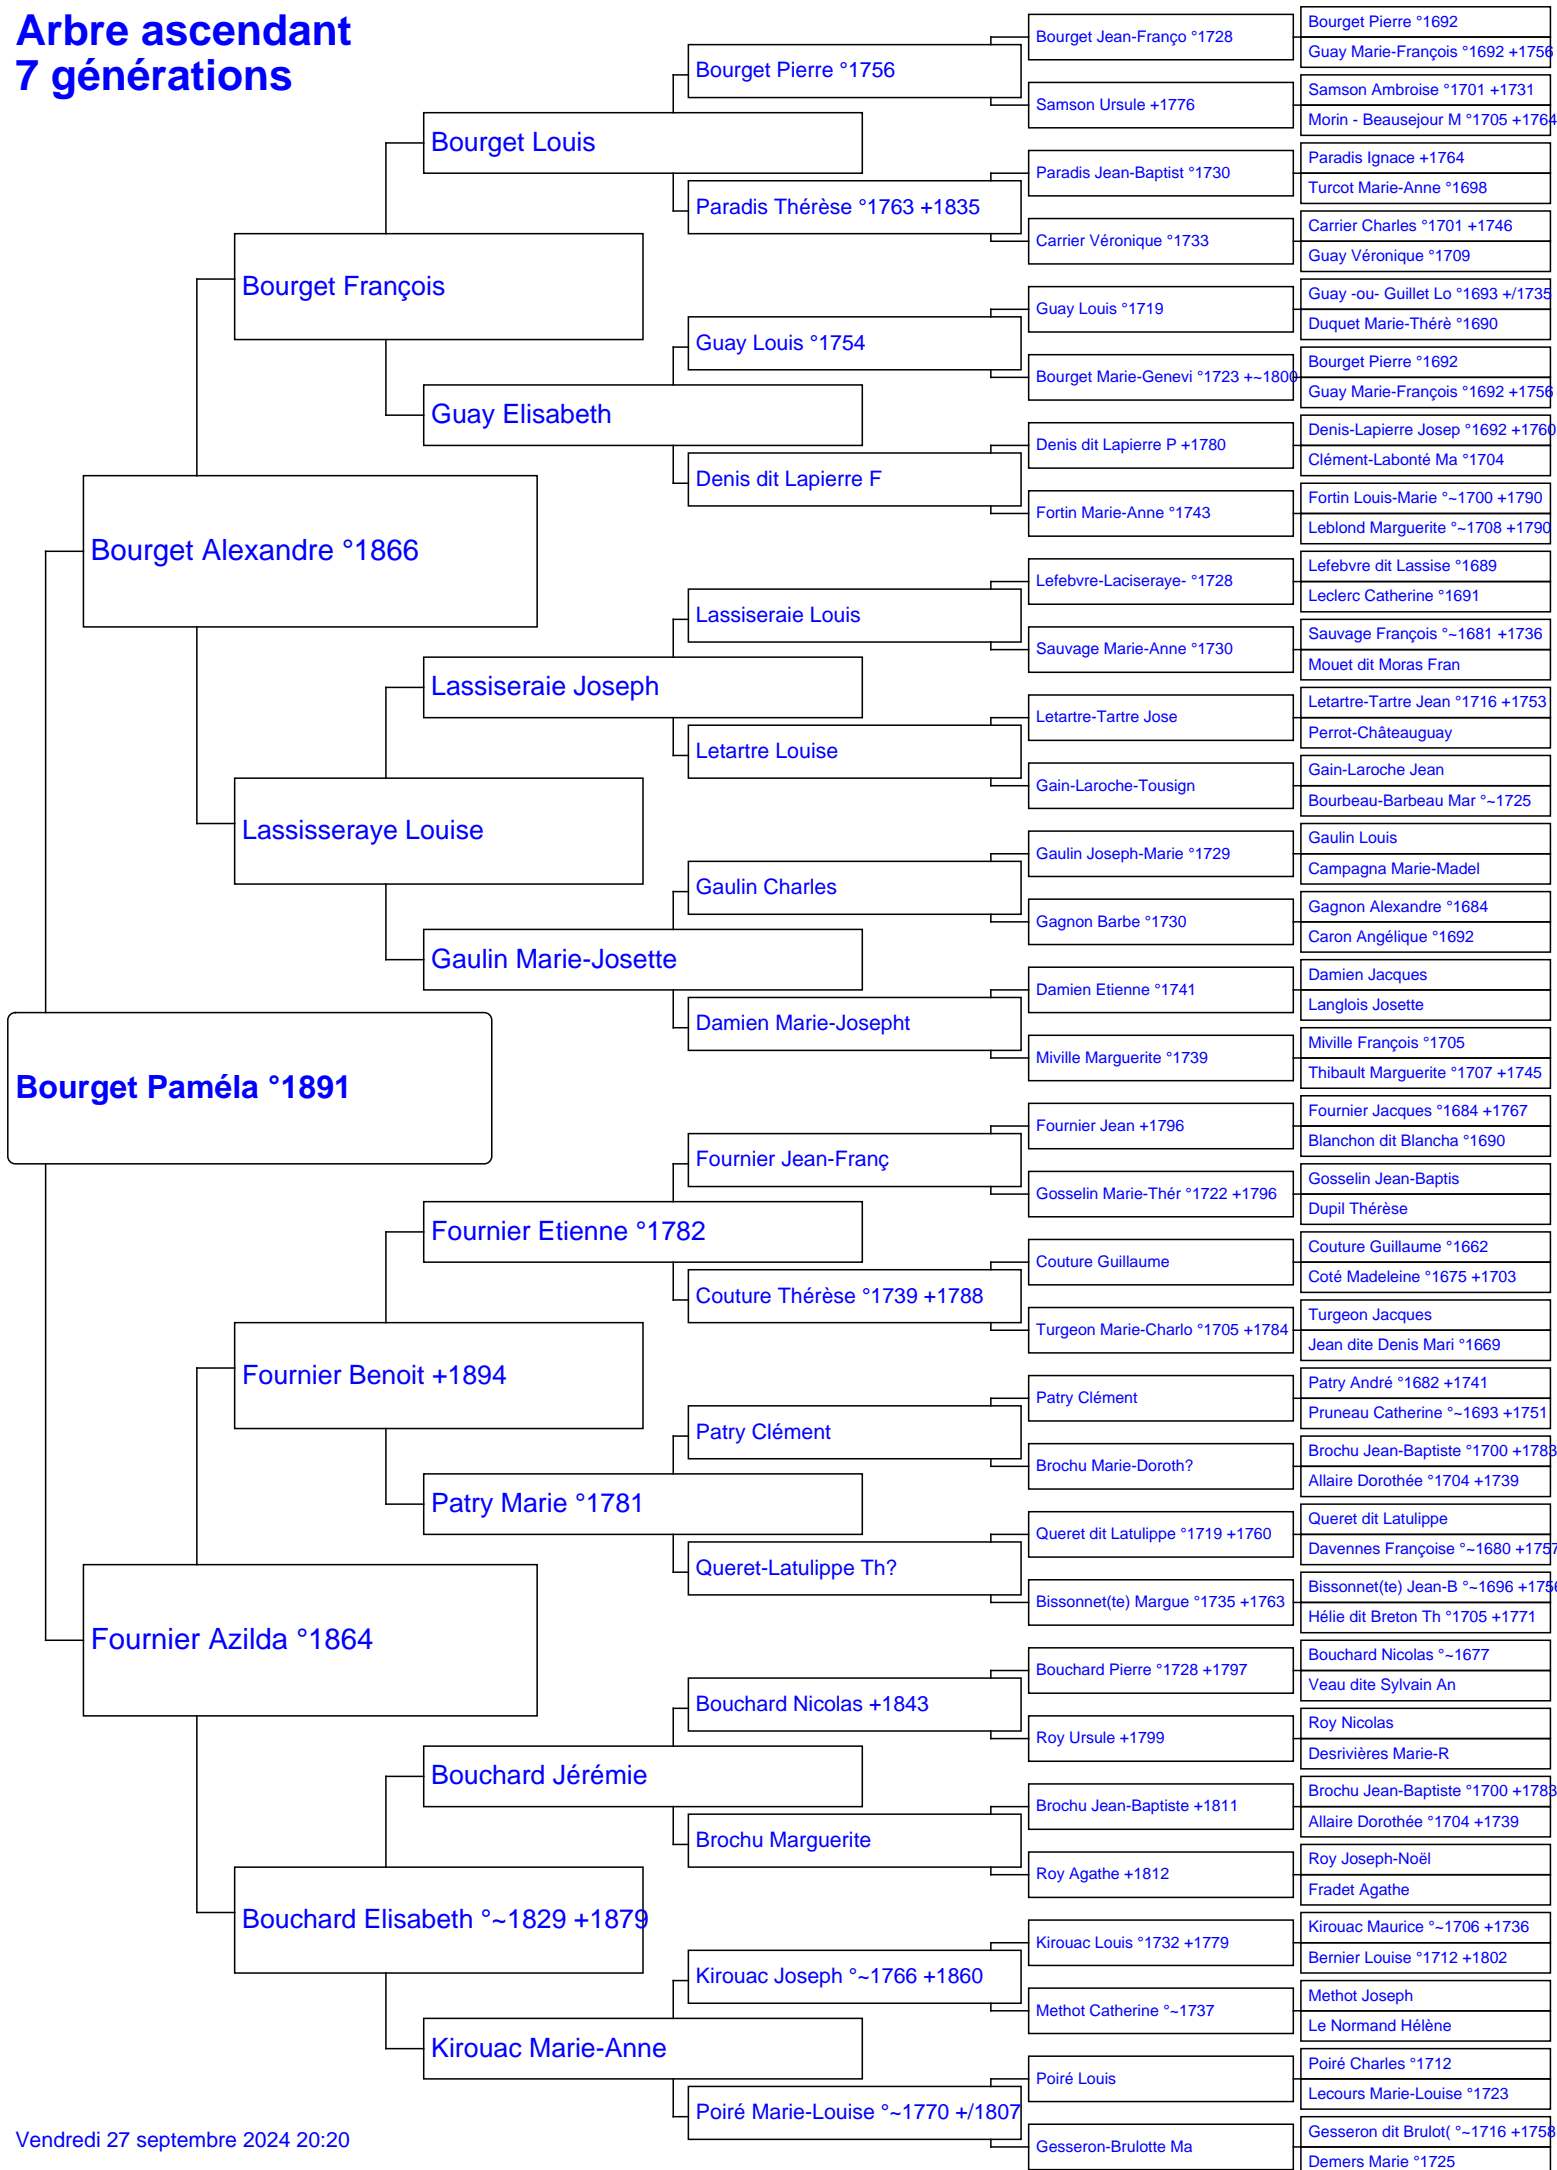 Arbre ascendant
7 générations
Bourget Paméla °1891
Bourget Alexandre °1866
Fournier Azilda °1864
Bourget François
Lassisseraye Louise
Fournier Benoit +1894
Bouchard Elisabeth °~1829 +1879
Bourget Louis
Guay Elisabeth
Lassiseraie Joseph
Gaulin Marie-Josette
Fournier Etienne °1782
Patry Marie °1781
Bouchard Jérémie
Kirouac Marie-Anne
Bourget Pierre °1756
Paradis Thérèse °1763 +1835
Guay Louis °1754
Denis dit Lapierre F
Lassiseraie Louis
Letartre Louise
Gaulin Charles
Damien Marie-Josepht
Fournier Jean-Franç
Couture Thérèse °1739 +1788
Patry Clément
Queret-Latulippe Th?
Bouchard Nicolas +1843
Brochu Marguerite
Kirouac Joseph °~1766 +1860
Poiré Marie-Louise °~1770 +/1807
Bourget Jean-Franço °1728
Samson Ursule +1776
Paradis Jean-Baptist °1730
Carrier Véronique °1733
Guay Louis °1719
Bourget Marie-Genevi °1723 +~1800
Denis dit Lapierre P +1780
Fortin Marie-Anne °1743
Lefebvre-Laciseraye- °1728
Sauvage Marie-Anne °1730
Letartre-Tartre Jose
Gain-Laroche-Tousign
Gaulin Joseph-Marie °1729
Gagnon Barbe °1730
Damien Etienne °1741
Miville Marguerite °1739
Fournier Jean +1796
Gosselin Marie-Thér °1722 +1796
Couture Guillaume
Turgeon Marie-Charlo °1705 +1784
Patry Clément
Brochu Marie-Doroth?
Queret dit Latulippe °1719 +1760
Bissonnet(te) Margue °1735 +1763
Bouchard Pierre °1728 +1797
Roy Ursule +1799
Brochu Jean-Baptiste +1811
Roy Agathe +1812
Kirouac Louis °1732 +1779
Methot Catherine °~1737
Poiré Louis
Gesseron-Brulotte Ma
Bourget Pierre °1692
Guay Marie-François °1692 +1756
Samson Ambroise °1701 +1731
Morin - Beausejour M °1705 +1764
Paradis Ignace +1764
Turcot Marie-Anne °1698
Carrier Charles °1701 +1746
Guay Véronique °1709
Guay -ou- Guillet Lo °1693 +/1735
Duquet Marie-Thérè °1690
Bourget Pierre °1692
Guay Marie-François °1692 +1756
Denis-Lapierre Josep °1692 +1760
Clément-Labonté Ma °1704
Fortin Louis-Marie °~1700 +1790
Leblond Marguerite °~1708 +1790
Lefebvre dit Lassise °1689
Leclerc Catherine °1691
Sauvage François °~1681 +1736
Mouet dit Moras Fran
Letartre-Tartre Jean °1716 +1753
Perrot-Châteauguay
Gain-Laroche Jean
Bourbeau-Barbeau Mar °~1725
Gaulin Louis
Campagna Marie-Madel
Gagnon Alexandre °1684
Caron Angélique °1692
Damien Jacques
Langlois Josette
Miville François °1705
Thibault Marguerite °1707 +1745
Fournier Jacques °1684 +1767
Blanchon dit Blancha °1690
Gosselin Jean-Baptis
Dupil Thérèse
Couture Guillaume °1662
Coté Madeleine °1675 +1703
Turgeon Jacques
Jean dite Denis Mari °1669
Patry André °1682 +1741
Pruneau Catherine °~1693 +1751
Brochu Jean-Baptiste °1700 +1783
Allaire Dorothée °1704 +1739
Queret dit Latulippe
Davennes Françoise °~1680 +1757
Bissonnet(te) Jean-B °~1696 +1756
Hélie dit Breton Th °1705 +1771
Bouchard Nicolas °~1677
Veau dite Sylvain An
Roy Nicolas
Desrivières Marie-R
Brochu Jean-Baptiste °1700 +1783
Allaire Dorothée °1704 +1739
Roy Joseph-Noël
Fradet Agathe
Kirouac Maurice °~1706 +1736
Bernier Louise °1712 +1802
Methot Joseph
Le Normand Hélène
Poiré Charles °1712
Lecours Marie-Louise °1723
Gesseron dit Brulot( °~1716 +1758
Demers Marie °1725
Vendredi 27 septembre 2024 20:20